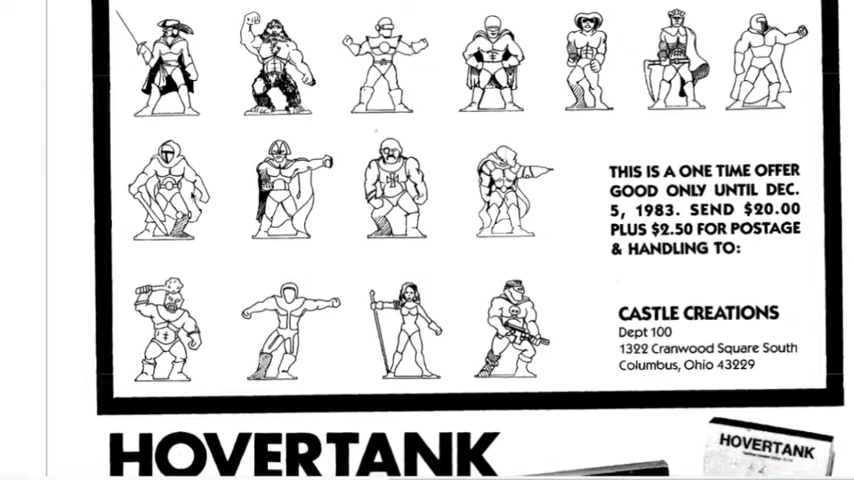 THIS IS A ONE TIME OFFER
GOOD ONLY UNTIL DEC.
5, 1983. SEND $20.00
PLUS $2.50 FOR POSTAGE
& HANDLING TO:
CASTLE CREATIONS
Dept 100
1322 Cranwood Square South
Columbus, Ohio 43229
HOVERTANK
HOVERTANK